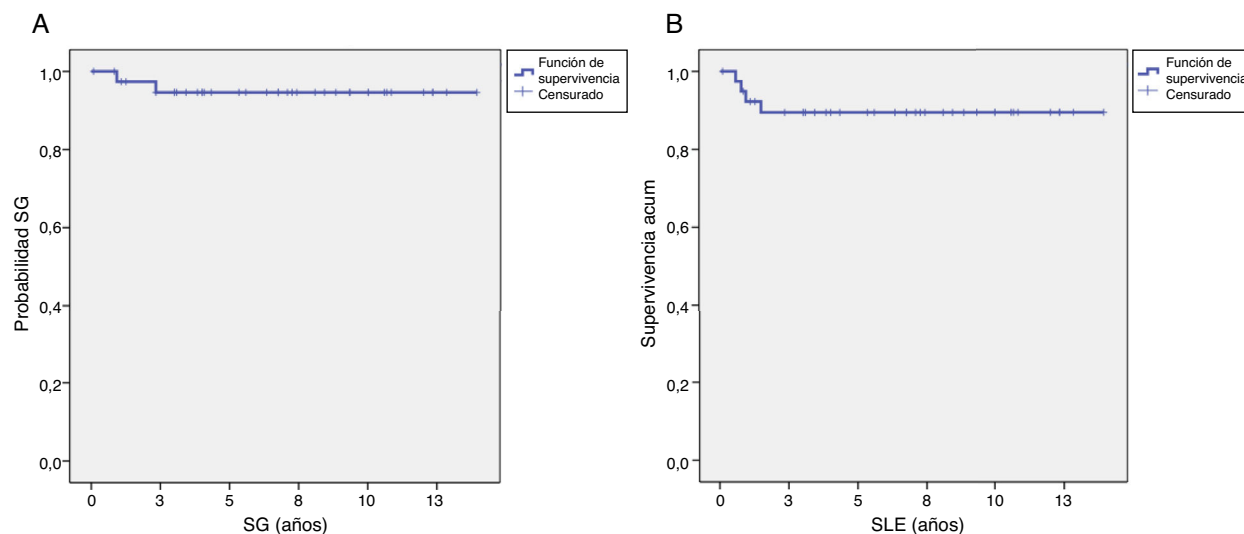 A
Probabilidad SG
1,0
0,8
0,6
0,4
0,2
0,0
0 3 5 8 10 13
SG (años)
Función de
supervivencia
Censurado
B
Supervivencia acum
1,0
0,8
0,6
0,4
0,2
0,0
0 3 5 8 10 13
SLE (años)
Función de
supervivencia
Censurado